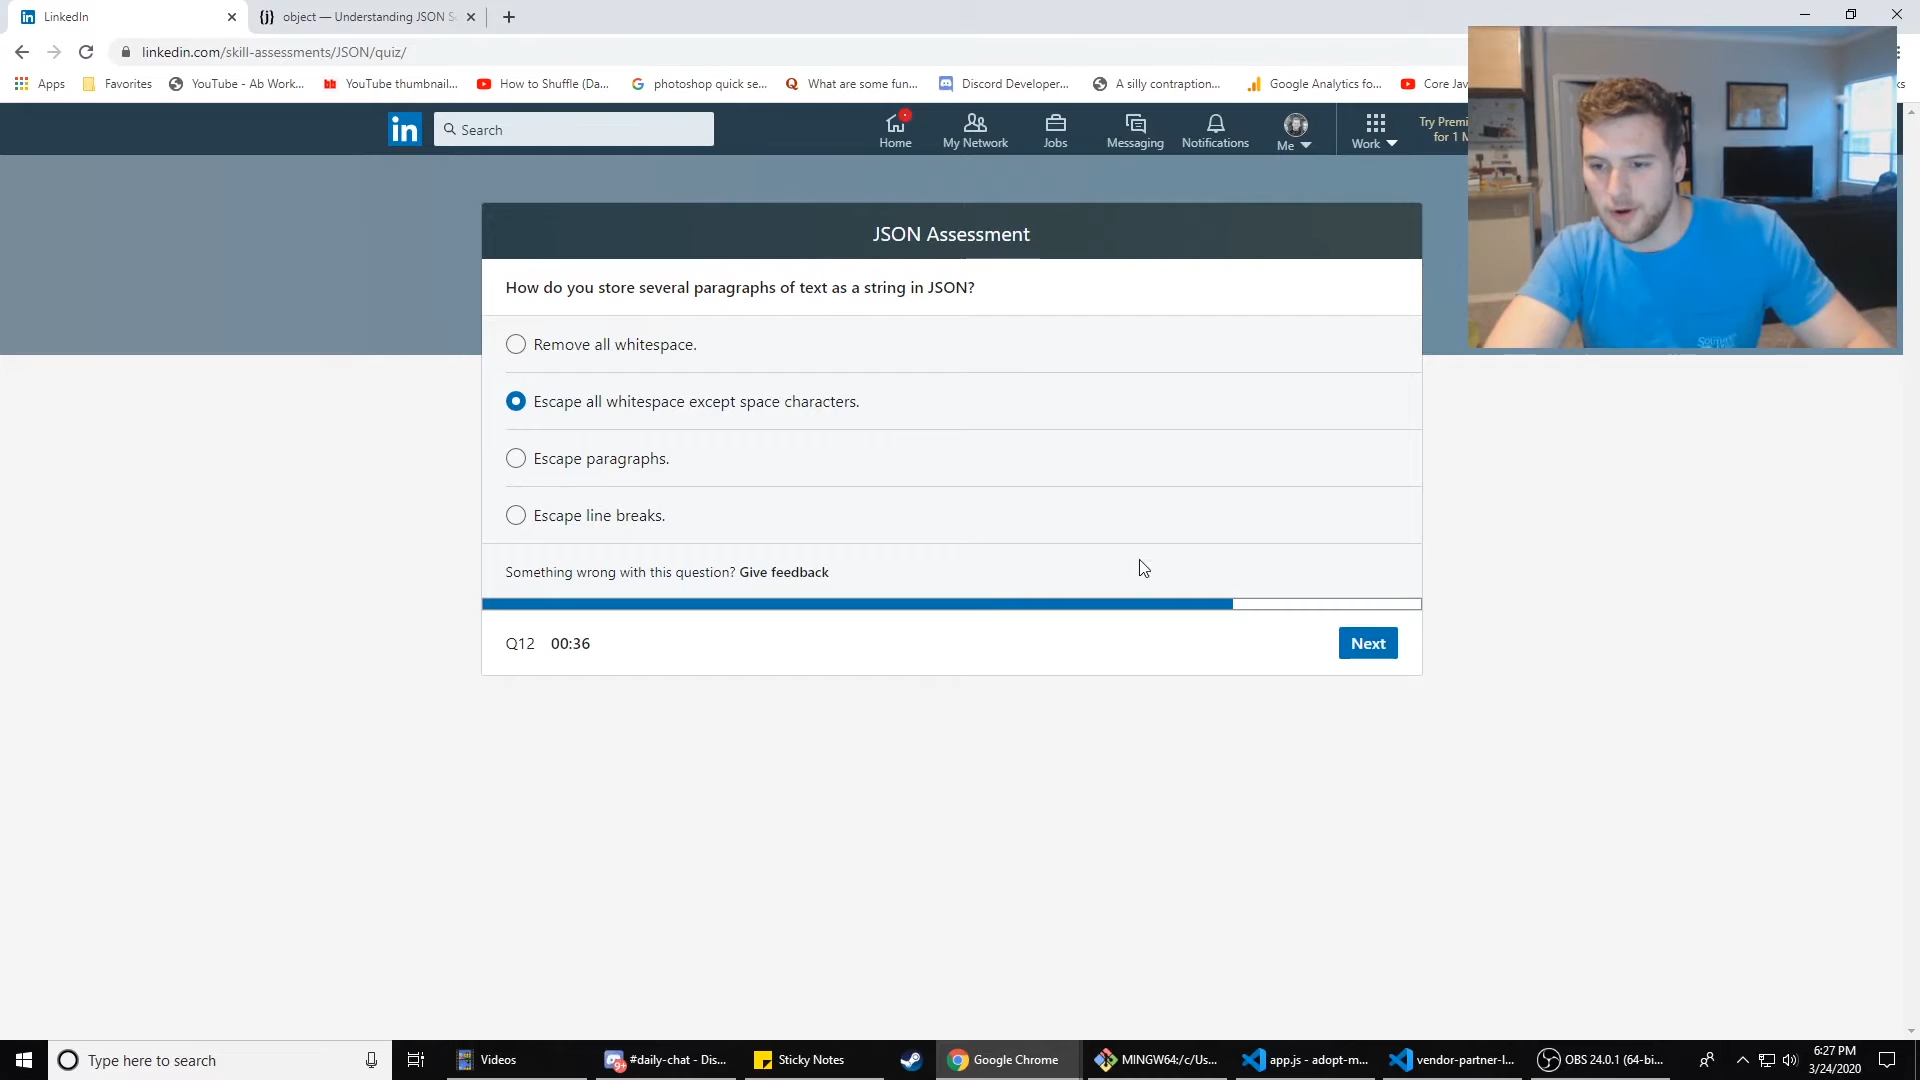 LinkedIn
{j} object — Understanding JSON S
linkedin.com/skill-assessments/JSON/quiz/
Apps Favorites YouTube - Ab Work... YouTube thumbnail... How to Shuffle (Da... photoshop quick se... What are some fun... Discord Developer... A silly contraption... Google Analytics fo... Core Jav ks
in Search Home My Network Jobs Messaging Notifications Me Work
Try Premi
for 1 M
JSON Assessment
How do you store several paragraphs of text as a string in JSON?
Remove all whitespace.
Escape all whitespace except space characters.
Escape paragraphs.
Escape line breaks.
Something wrong with this question? Give feedback
Q12 00:36 Next
Type here to search Videos 9+ #daily-chat - Dis... Sticky Notes Google Chrome MINGW64:/c/Us... app.js - adopt-m... vendor-partner-l... OBS 24.0.1 (64-bi...
6:27 PM
3/24/2020